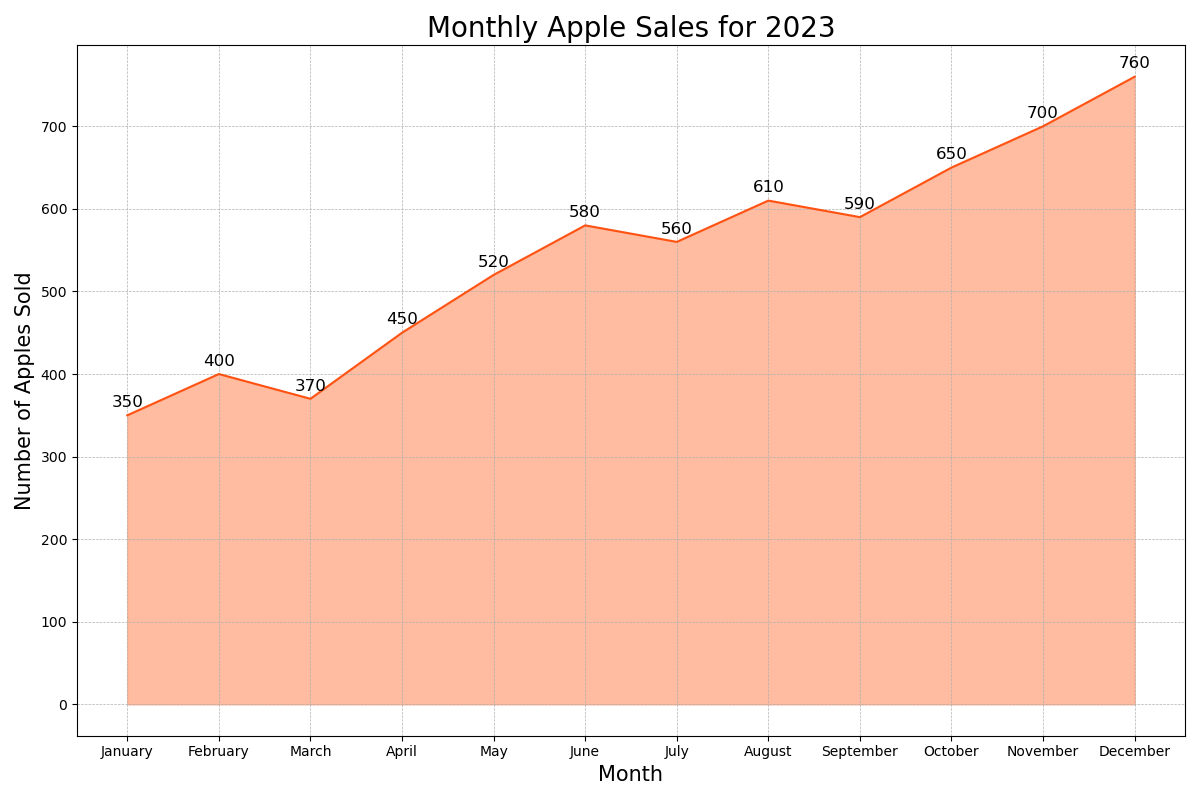 Monthly Apple Sales for 2023
Number of Apples Sold
700
600
500
400
300
200
100
0
350
400
370
450
520
580
560
610
590
650
700
760
January
February
March
April
May
June
July
August
September
October
November
December
Month